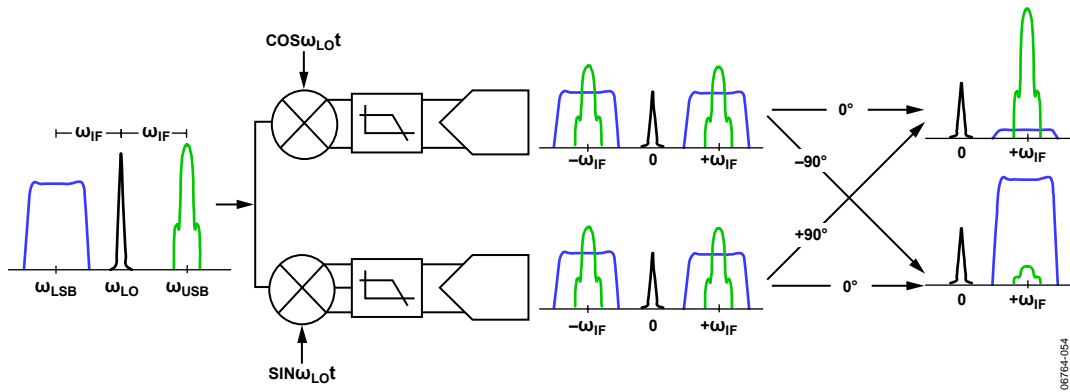 COSωLOt
ωIF ωIF
ωLSB ωLO ωUSB
SINωLOt
–ωIF 0 +ωIF
–ωIF 0 +ωIF
0°
–90°
+90°
0°
0 +ωIF
0 +ωIF
06764-054